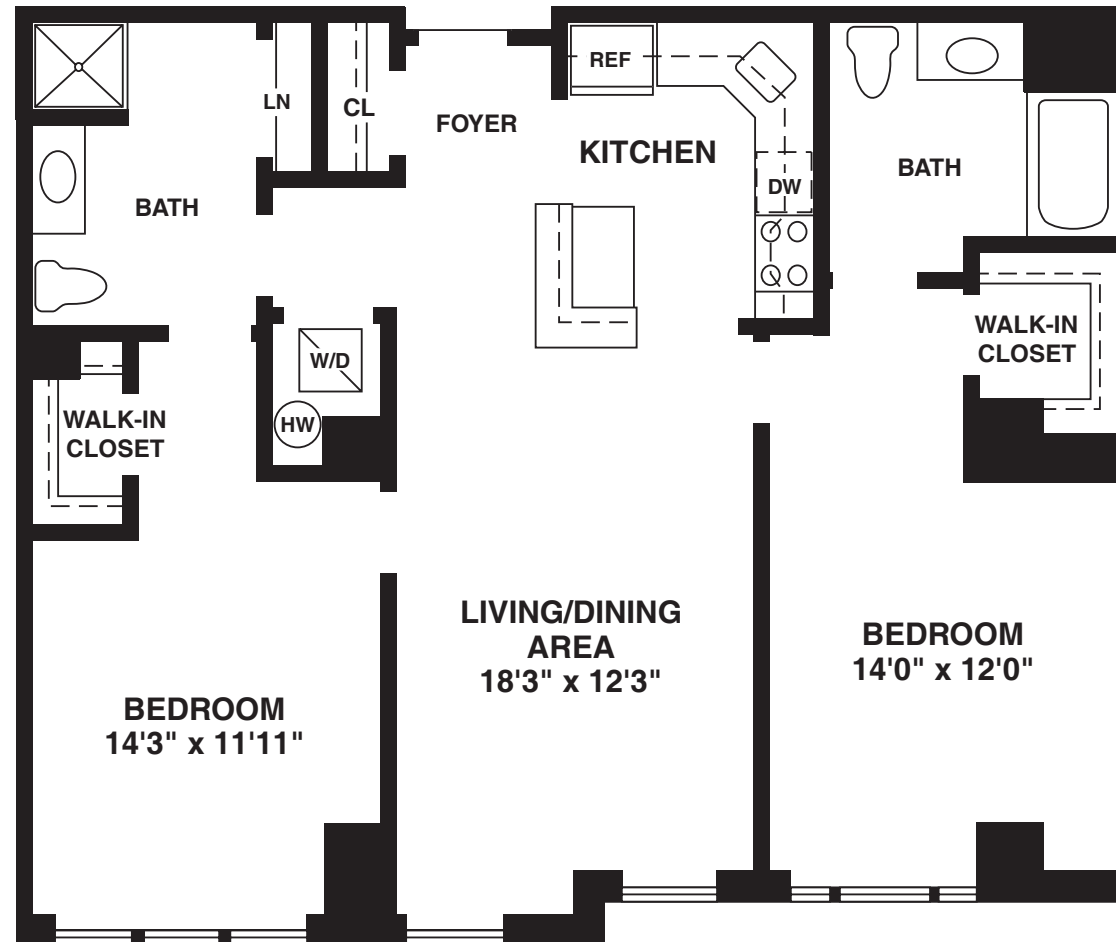 REF
LN
CL
FOYER
KITCHEN
DW
BATH
BATH
WALK-IN
CLOSET
W/D
HW
WALK-IN
CLOSET
LIVING/DINING
AREA
18'3" x 12'3"
BEDROOM
14'0" x 12'0"
BEDROOM
14'3" x 11'11"